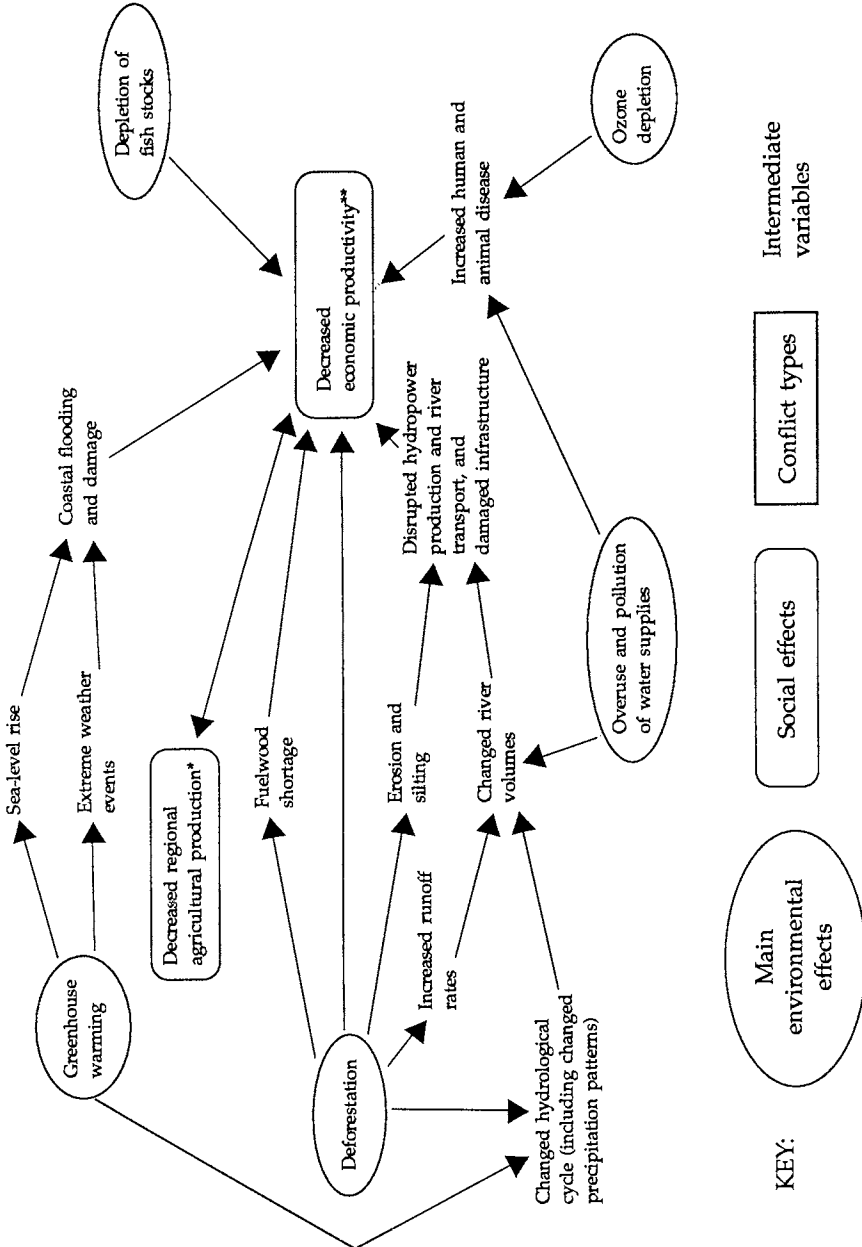 Greenhouse
warming
Sea-level rise
Extreme weather
events
Coastal flooding
and damage
Depletion of
fish stocks
Decreased regional
agricultural production*
Fuelwood
shortage
Decreased
economic productivity**
Deforestation
Increased runoff
rates
Erosion and
silting
Disrupted hydropower
production and river
transport, and
damaged infrastructure
Increased human and
animal disease
Changed river
volumes
Changed hydrological
cycle (including changed
precipitation patterns)
Overuse and pollution
of water supplies
Ozone
depletion
KEY:
Main
environmental
effects
Social effects
Conflict types
Intermediate
variables